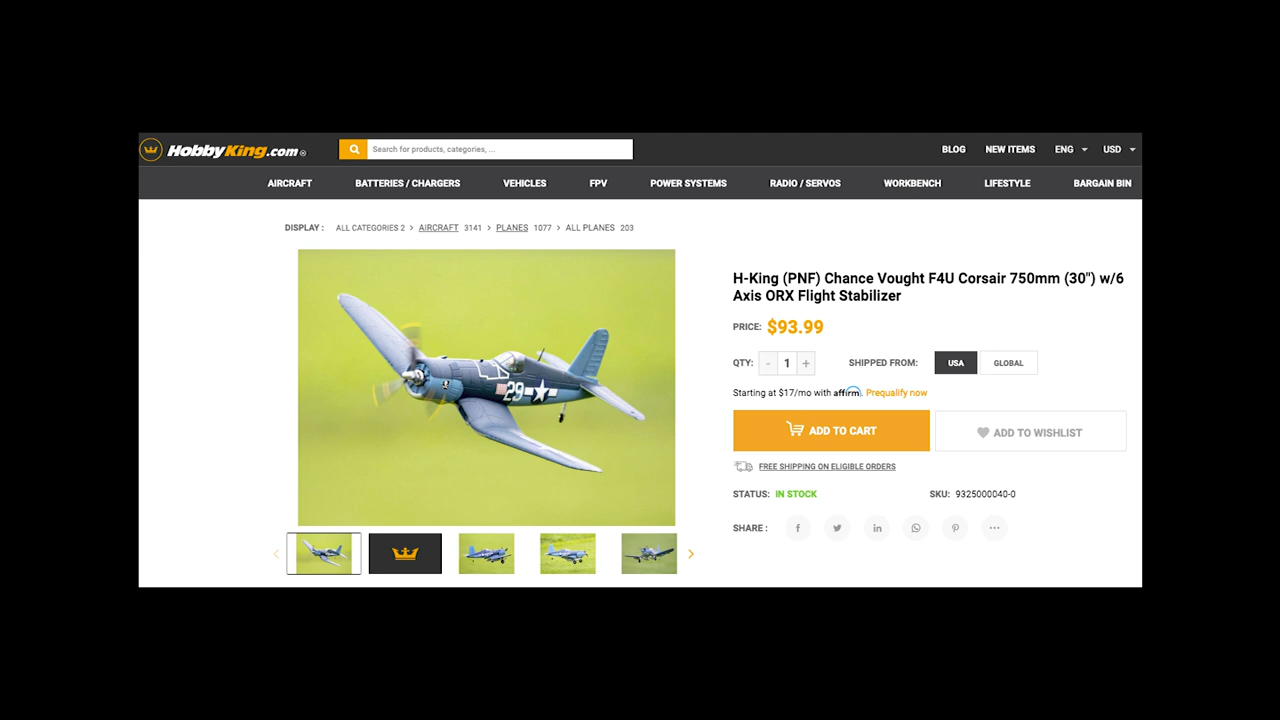 HobbyKing.com
Search for products, categories, ...
BLOG NEW ITEMS ENG USD
AIRCRAFT BATTERIES / CHARGERS VEHICLES FPV POWER SYSTEMS RADIO / SERVOS WORKBENCH LIFESTYLE BARGAIN BIN
DISPLAY : ALL CATEGORIES 2 > AIRCRAFT 3141 > PLANES 1077 > ALL PLANES 203
H-King (PNF) Chance Vought F4U Corsair 750mm (30") w/6
Axis ORX Flight Stabilizer
PRICE: $93.99
QTY: - 1 + SHIPPED FROM: USA GLOBAL
Starting at $17/mo with affirm. Prequalify now
ADD TO CART ADD TO WISHLIST
FREE SHIPPING ON ELIGIBLE ORDERS
STATUS: IN STOCK SKU: 9325000040-0
SHARE :
29